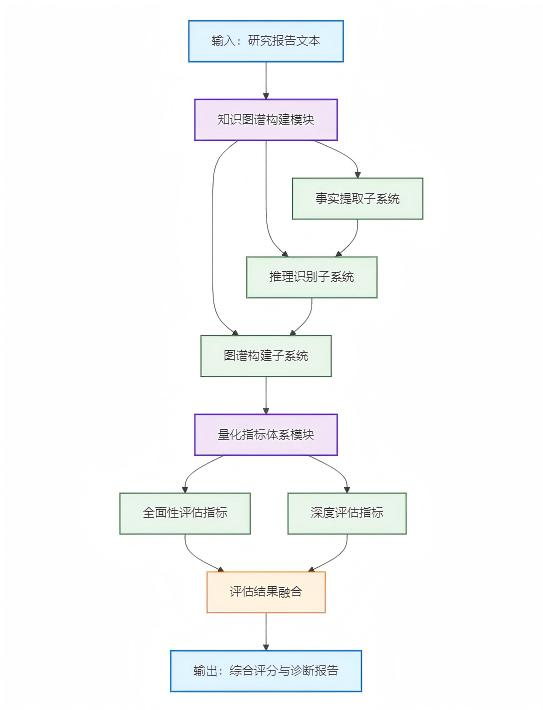 输入：研究报告文本
知识图谱构建模块
事实提取子系统
推理识别子系统
图谱构建子系统
量化指标体系模块
全面性评估指标
深度评估指标
评估结果融合
输出：综合评分与诊断报告